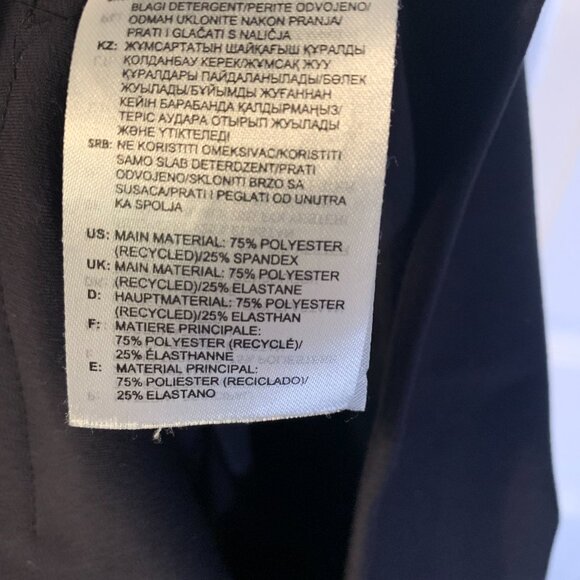 BLAGI DETERGENT/PERITE ODVOJENO/
ODMAH UKLONITE NAKON PRANJA/
PRATI I GLAČATI S NALIČJA
KZ: ЖҰМСАРТАТЫН ШАЙҚАҒЫШ ҚҰРАЛДЫ
ҚОЛДАНБАУ КЕРЕК/ЖҰМСАҚ ЖУУ
ҚҰРАЛДАРЫ ПАЙДАЛАНЫЛАДЫ/БӨЛЕК
ЖУЫЛАДЫ/БҰЙЫМДЫ ЖУҒАННАН
КЕЙІН БАРАБАНДА ҚАЛДЫРМАҢЫЗ/
ТЕРІС АУДАРА ОТЫРЫП ЖУЫЛАДЫ
ЖӘНЕ ҮТІКТЕЛЕДІ
SRB: NE KORISTITI OMEKSIVAC/KORISTITI
SAMO SLAB DETERDZENT/PRATI
ODVOJENO/SKLONITI BRZO SA
SUSACA/PRATI I PEGLATI OD UNUTRA
KA SPOLJA
US: MAIN MATERIAL: 75% POLYESTER
(RECYCLED)/25% SPANDEX
UK: MAIN MATERIAL: 75% POLYESTER
(RECYCLED)/25% ELASTANE
D: HAUPTMATERIAL: 75% POLYESTER
(RECYCLED)/25% ELASTHAN
F: MATIERE PRINCIPALE:
75% POLYESTER (RECYCLÉ)/
25% ÉLASTHANNE
E: MATERIAL PRINCIPAL:
75% POLIESTER (RECICLADO)/
25% ELASTANO